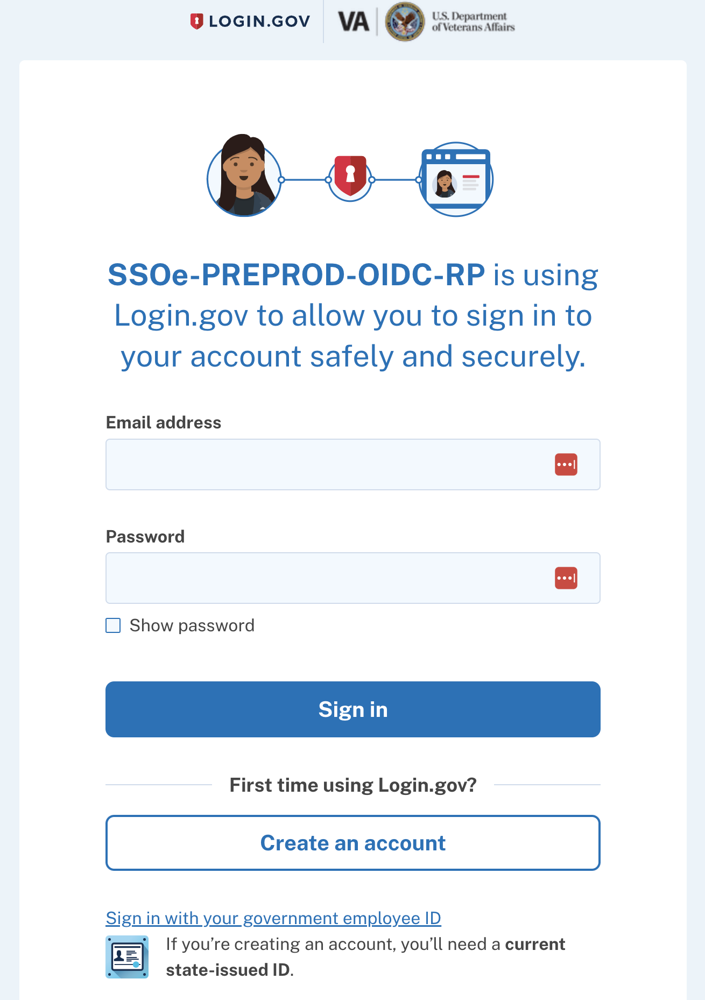 LOGIN.GOV
VA
U.S. Department
of Veterans Affairs
SSOe-PREPROD-OIDC-RP is using
Login.gov to allow you to sign in to
your account safely and securely.
Email address
Password
Show password
Sign in
First time using Login.gov?
Create an account
Sign in with your government employee ID
If you’re creating an account, you’ll need a current
state-issued ID.